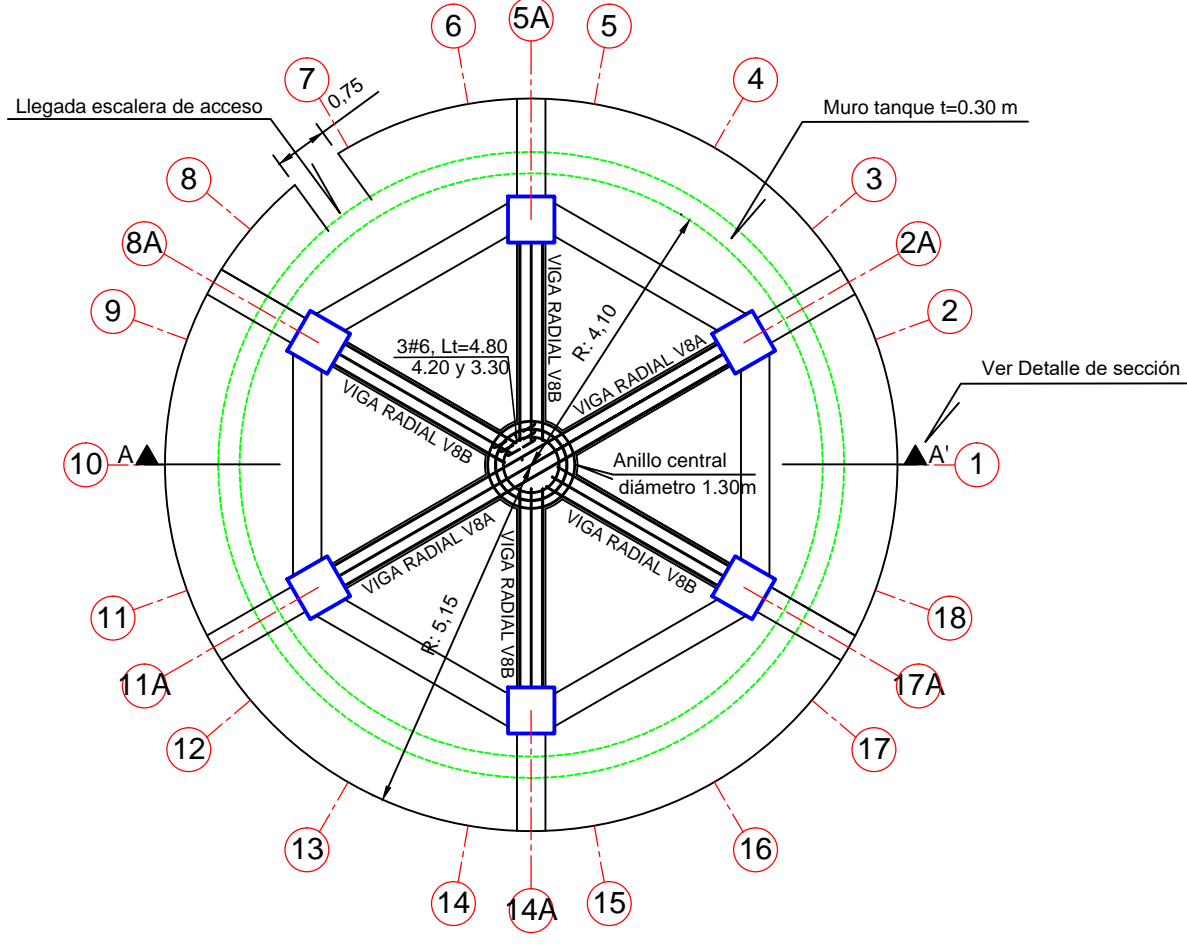 5A
6
5
7
0,75
4
Llegada escalera de acceso
Muro tanque t=0.30 m
8
3
8A
2A
9
2
VIGA RADIAL V8B
R: 4,10
3#6, Lt=4.80
4.20 y 3.30
VIGA RADIAL V8A
Ver Detalle de sección
VIGA RADIAL V8B
10
A
A'
1
Anillo central
diámetro 1.30m
VIGA RADIAL V8A
VIGA RADIAL V8B
VIGA RADIAL V8B
R: 5,15
11
18
11A
17A
12
17
13
16
14
14A
15